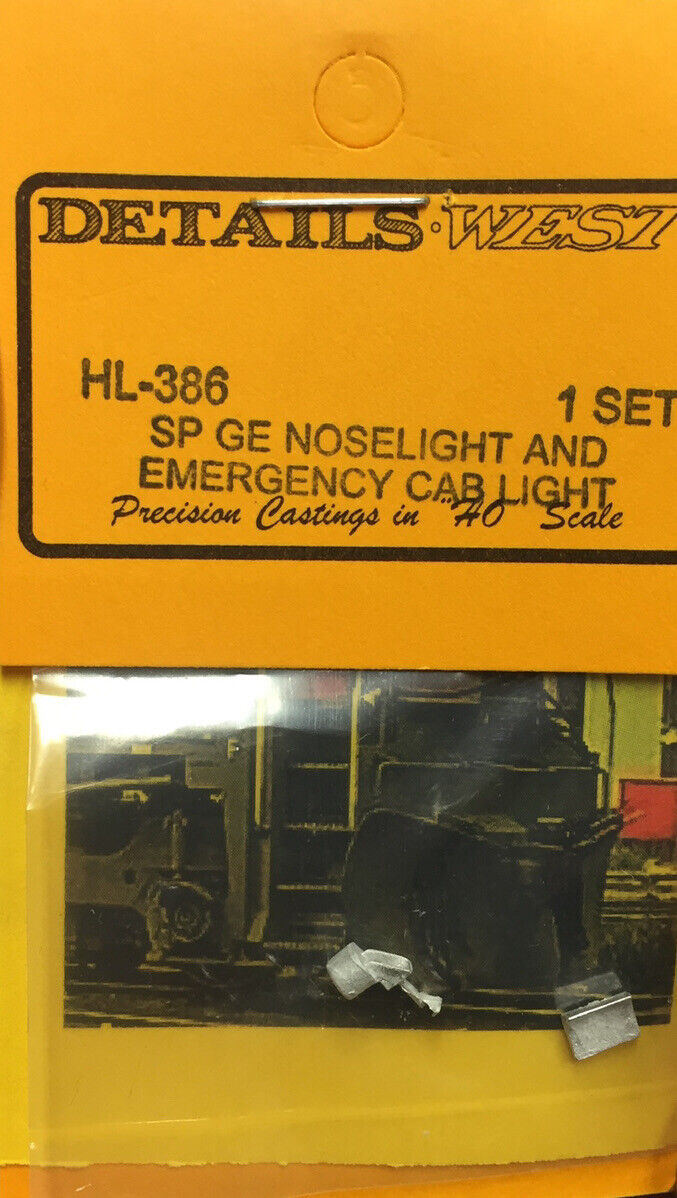 DETAILS·WEST
HL-386
1 SET
SP GE NOSELIGHT AND
EMERGENCY CAB LIGHT
Precision Castings in "HO" Scale